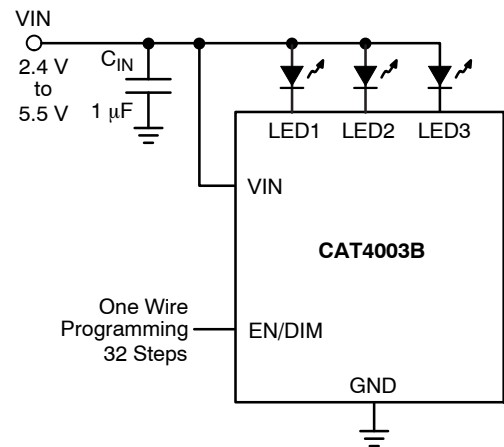 VIN
2.4 V
to
5.5 V
C_IN
1 μF
LED1 LED2 LED3
VIN
CAT4003B
One Wire
Programming
32 Steps
EN/DIM
GND